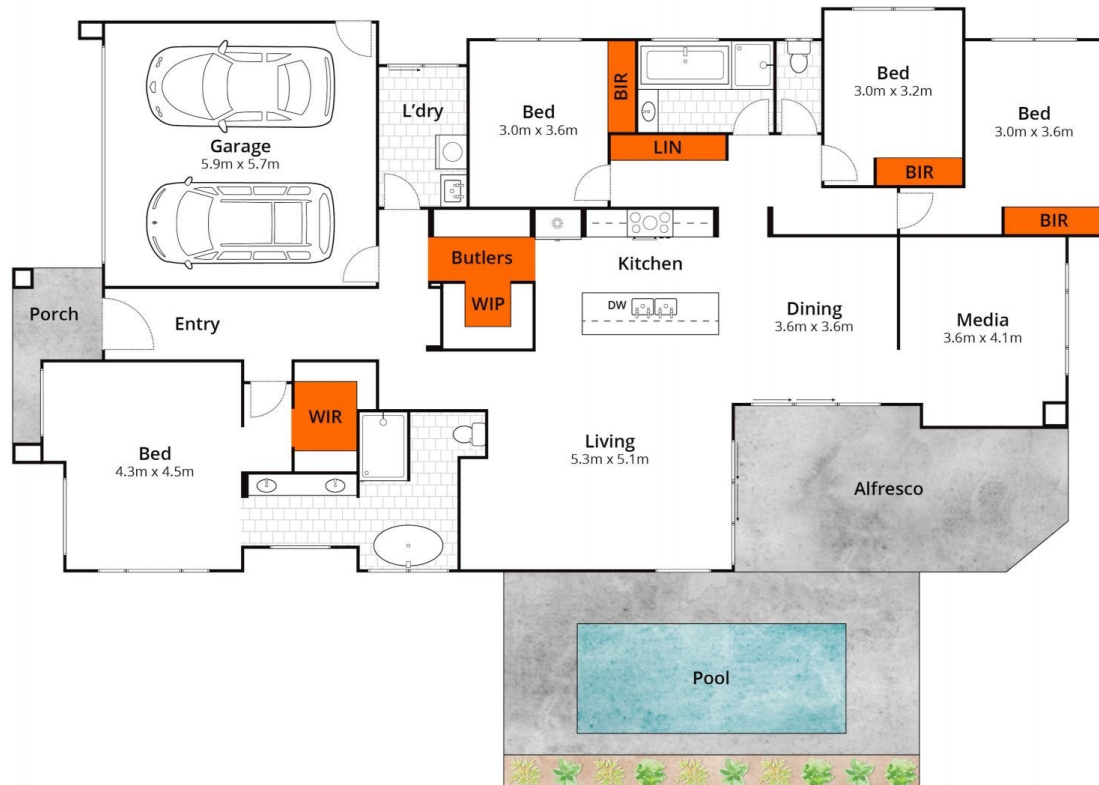 Garage
5.9m x 5.7m
L'dry
Bed
3.0m x 3.6m
BIR
LIN
Bed
3.0m x 3.2m
BIR
Bed
3.0m x 3.6m
BIR
Butlers
WIP
Kitchen
DW
Dining
3.6m x 3.6m
Media
3.6m x 4.1m
Porch
Entry
WIR
Bed
4.3m x 4.5m
Living
5.3m x 5.1m
Alfresco
Pool